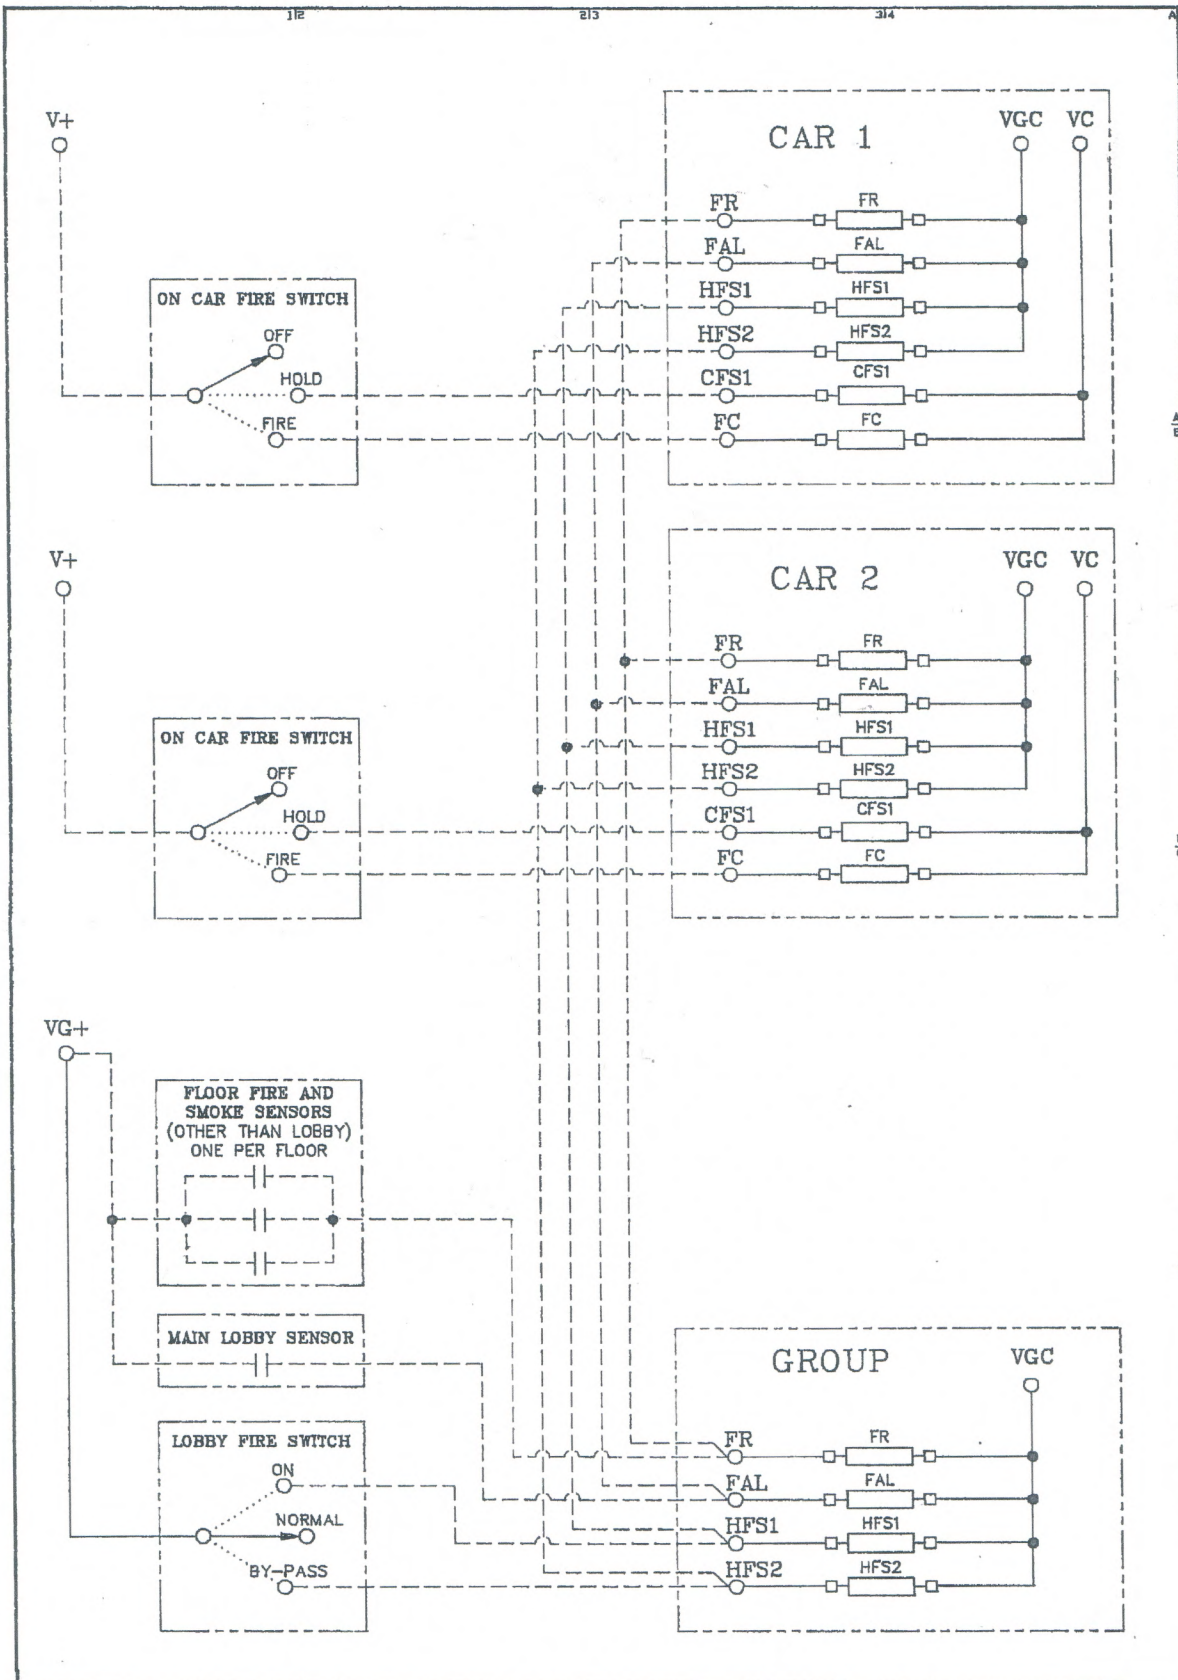 1|2
2|3
3|4
A
V+
CAR 1
VGC
VC
FR
FR
FAL
FAL
HFS1
HFS1
HFS2
HFS2
CFS1
CFS1
FC
FC
ON CAR FIRE SWITCH
OFF
HOLD
FIRE
A
B
V+
CAR 2
VGC
VC
FR
FR
FAL
FAL
HFS1
HFS1
HFS2
HFS2
CFS1
CFS1
FC
FC
ON CAR FIRE SWITCH
OFF
HOLD
FIRE
VG+
FLOOR FIRE AND
SMOKE SENSORS
(OTHER THAN LOBBY)
ONE PER FLOOR
MAIN LOBBY SENSOR
LOBBY FIRE SWITCH
ON
NORMAL
BY-PASS
GROUP
VGC
FR
FR
FAL
FAL
HFS1
HFS1
HFS2
HFS2